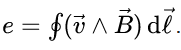 e = ∮(v⃗ ∧ B⃗) dℓ⃗.